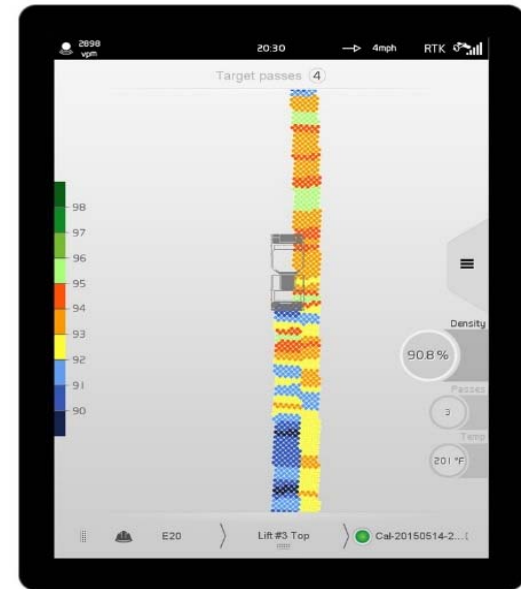 2898
vpm
20:30
4mph
RTK
Target passes 4
98
97
96
95
94
93
92
91
90
Density
90.8 %
Passes
3
Temp
201 °F
E20
Lift #3 Top
Cal-20150514-2...(